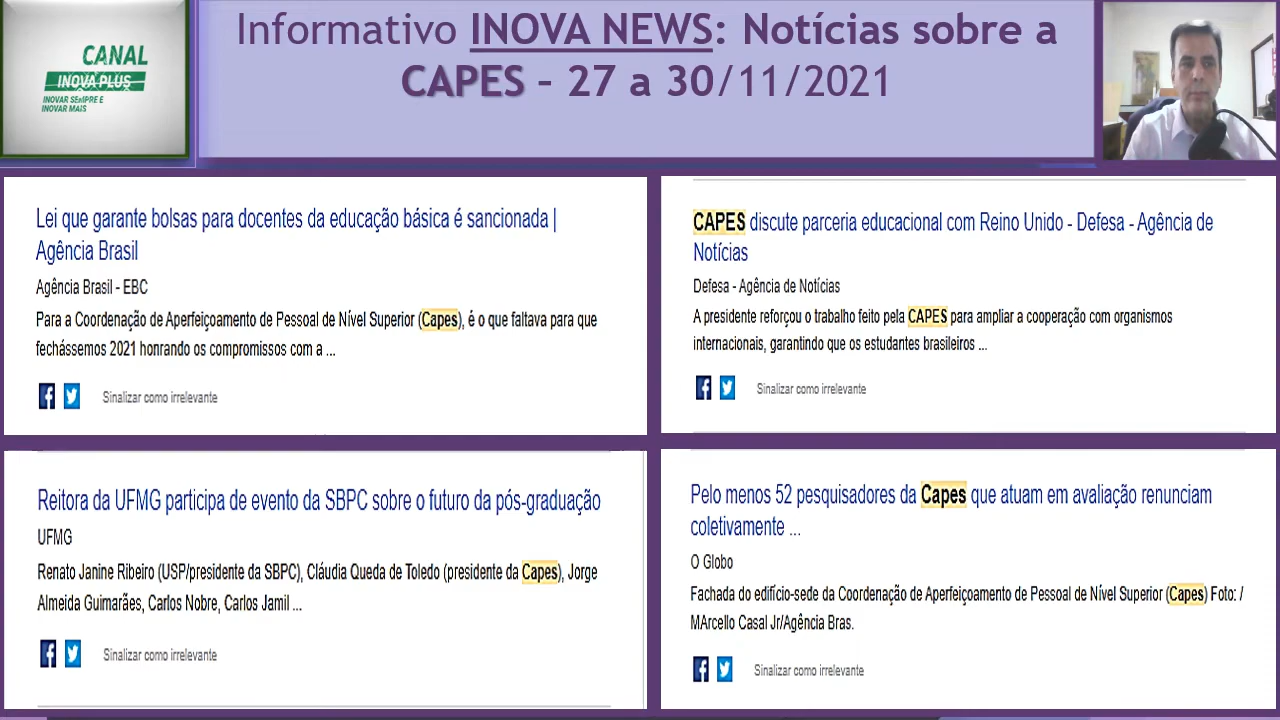 CANAL
INOVA PLUS
INOVAR SEMPRE E
INOVAR MAIS
Informativo INOVA NEWS: Notícias sobre a
CAPES – 27 a 30/11/2021
Lei que garante bolsas para docentes da educação básica é sancionada |
Agência Brasil
Agência Brasil - EBC
Para a Coordenação de Aperfeiçoamento de Pessoal de Nível Superior (Capes), é o que faltava para que
fechássemos 2021 honrando os compromissos com a ...
Sinalizar como irrelevante
CAPES discute parceria educacional com Reino Unido - Defesa - Agência de
Notícias
Defesa - Agência de Notícias
A presidente reforçou o trabalho feito pela CAPES para ampliar a cooperação com organismos
internacionais, garantindo que os estudantes brasileiros ...
Sinalizar como irrelevante
Reitora da UFMG participa de evento da SBPC sobre o futuro da pós-graduação
UFMG
Renato Janine Ribeiro (USP/presidente da SBPC), Cláudia Queda de Toledo (presidente da Capes), Jorge
Almeida Guimarães, Carlos Nobre, Carlos Jamil ...
Sinalizar como irrelevante
Pelo menos 52 pesquisadores da Capes que atuam em avaliação renunciam
coletivamente ...
O Globo
Fachada do edifício-sede da Coordenação de Aperfeiçoamento de Pessoal de Nível Superior (Capes) Foto: /
MArcello Casal Jr/Agência Bras.
Sinalizar como irrelevante